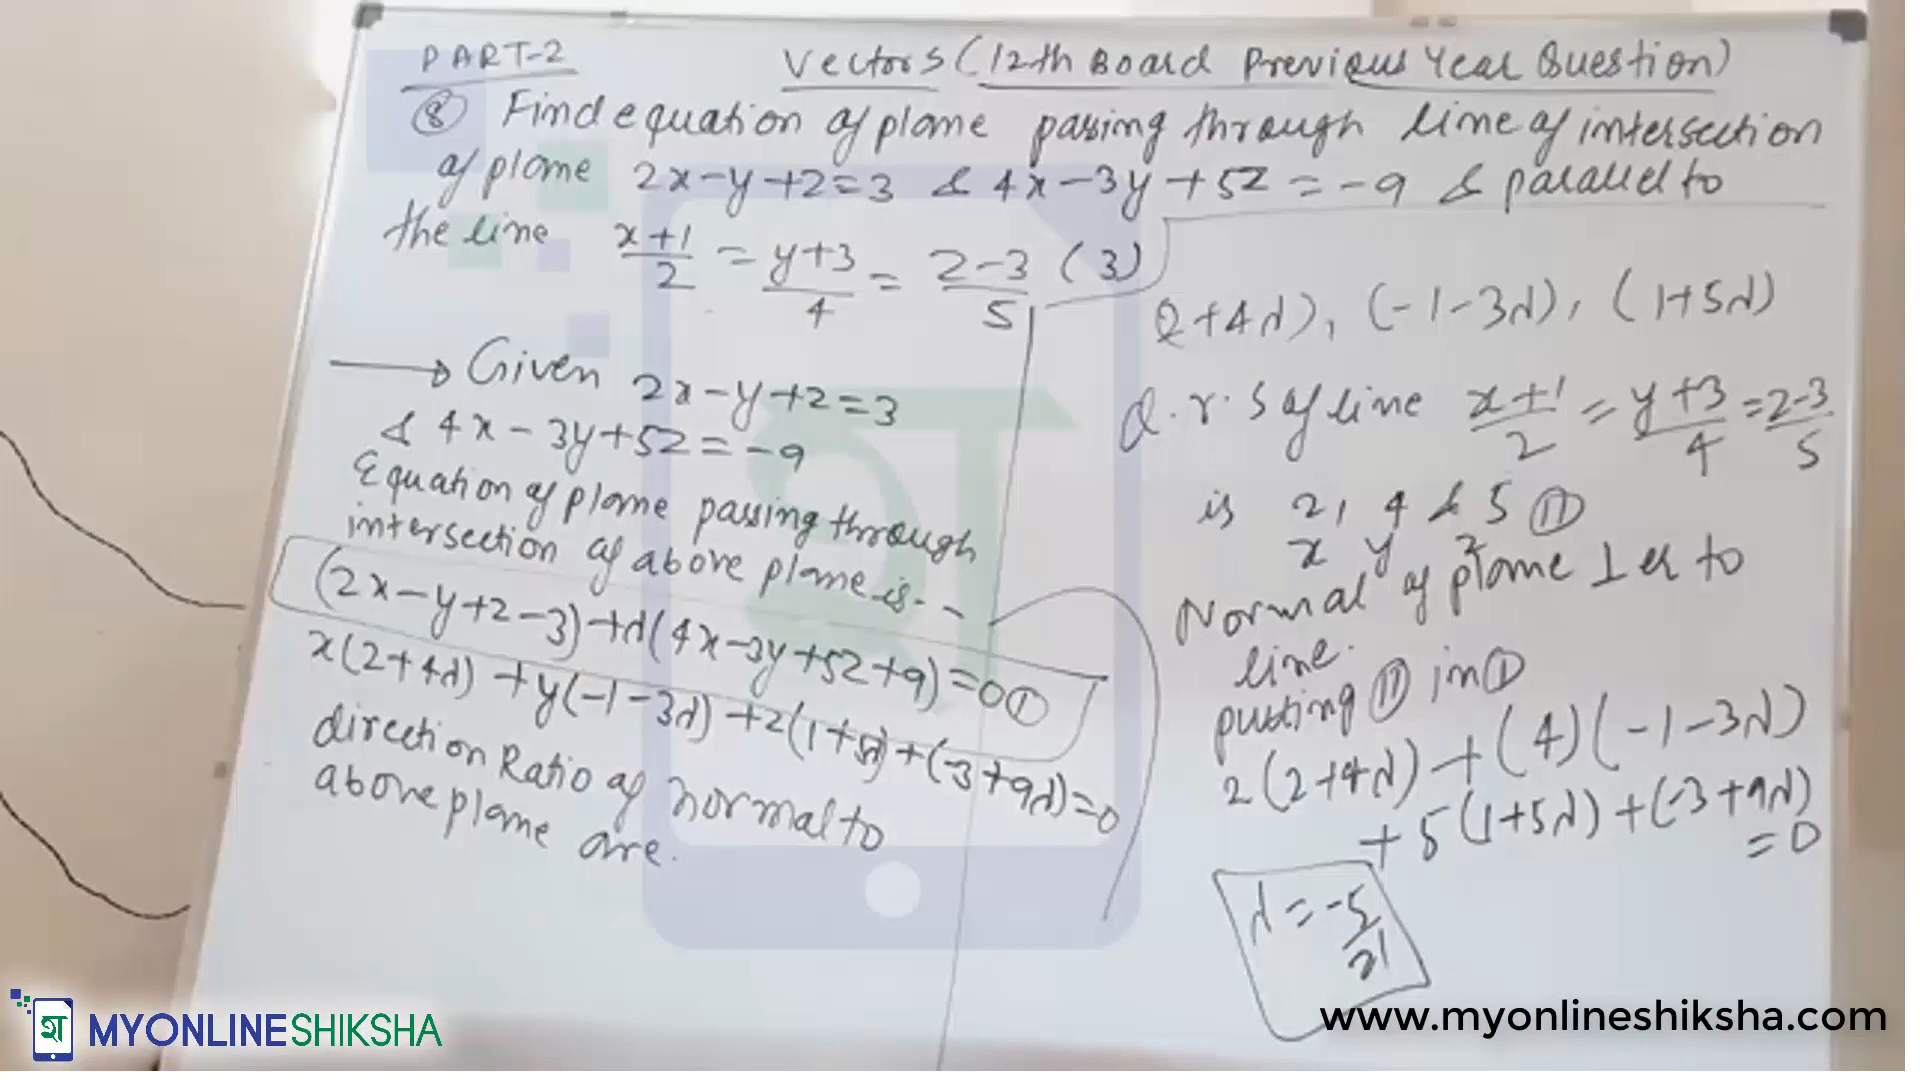 PART-2
Vectors (12th Board Previous Year Question)
⑧ Find equation of plane passing through line of intersection
of plane 2x-y+z=3 & 4x-3y+5z=-9 & parallel to
the line x+1/2 = y+3/4 = z-3/5 (3)
→ Given 2x-y+z=3
& 4x-3y+5z=-9
Equation of plane passing through
intersection of above plane is--
(2x-y+z-3)+λ(4x-3y+5z+9)=0 ①
x(2+4λ)+y(-1-3λ)+z(1+5λ)+(-3+9λ)=0
direction Ratio of normal to
above plane are.
(2+4λ), (-1-3λ), (1+5λ)
d.r.s of line x+1/2 = y+3/4 = z-3/5
is 2, 4 & 5 ⑪
x y z
Normal of plane ⊥er to
line.
putting ⑪ in ①
2(2+4λ)+(4)(-1-3λ)
+5(1+5λ)+(-3+9λ)
=0
λ=-5/21
शा MYONLINESHIKSHA
www.myonlineshiksha.com